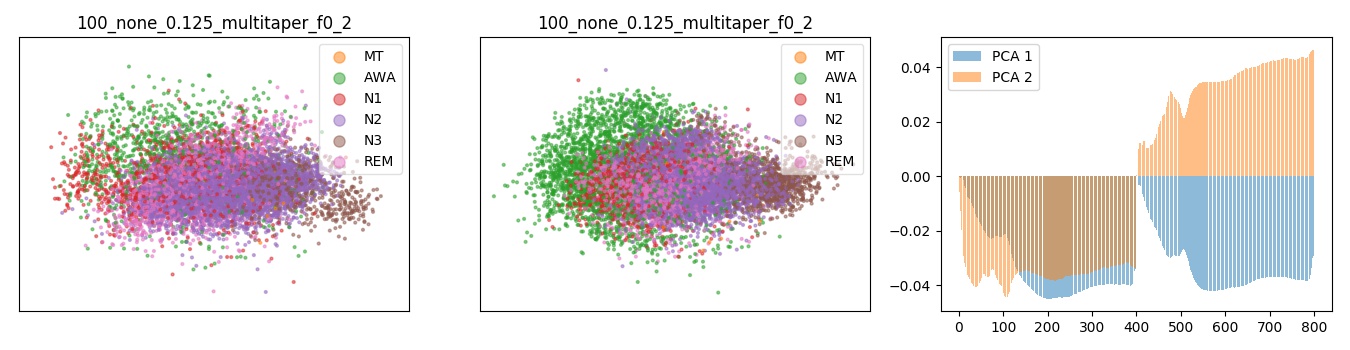 100_none_0.125_multitaper_f0_2
MT
AWA
N1
N2
N3
REM
100_none_0.125_multitaper_f0_2
MT
AWA
N1
N2
N3
REM
PCA 1
PCA 2
0.04
0.02
0.00
−0.02
−0.04
0 100 200 300 400 500 600 700 800